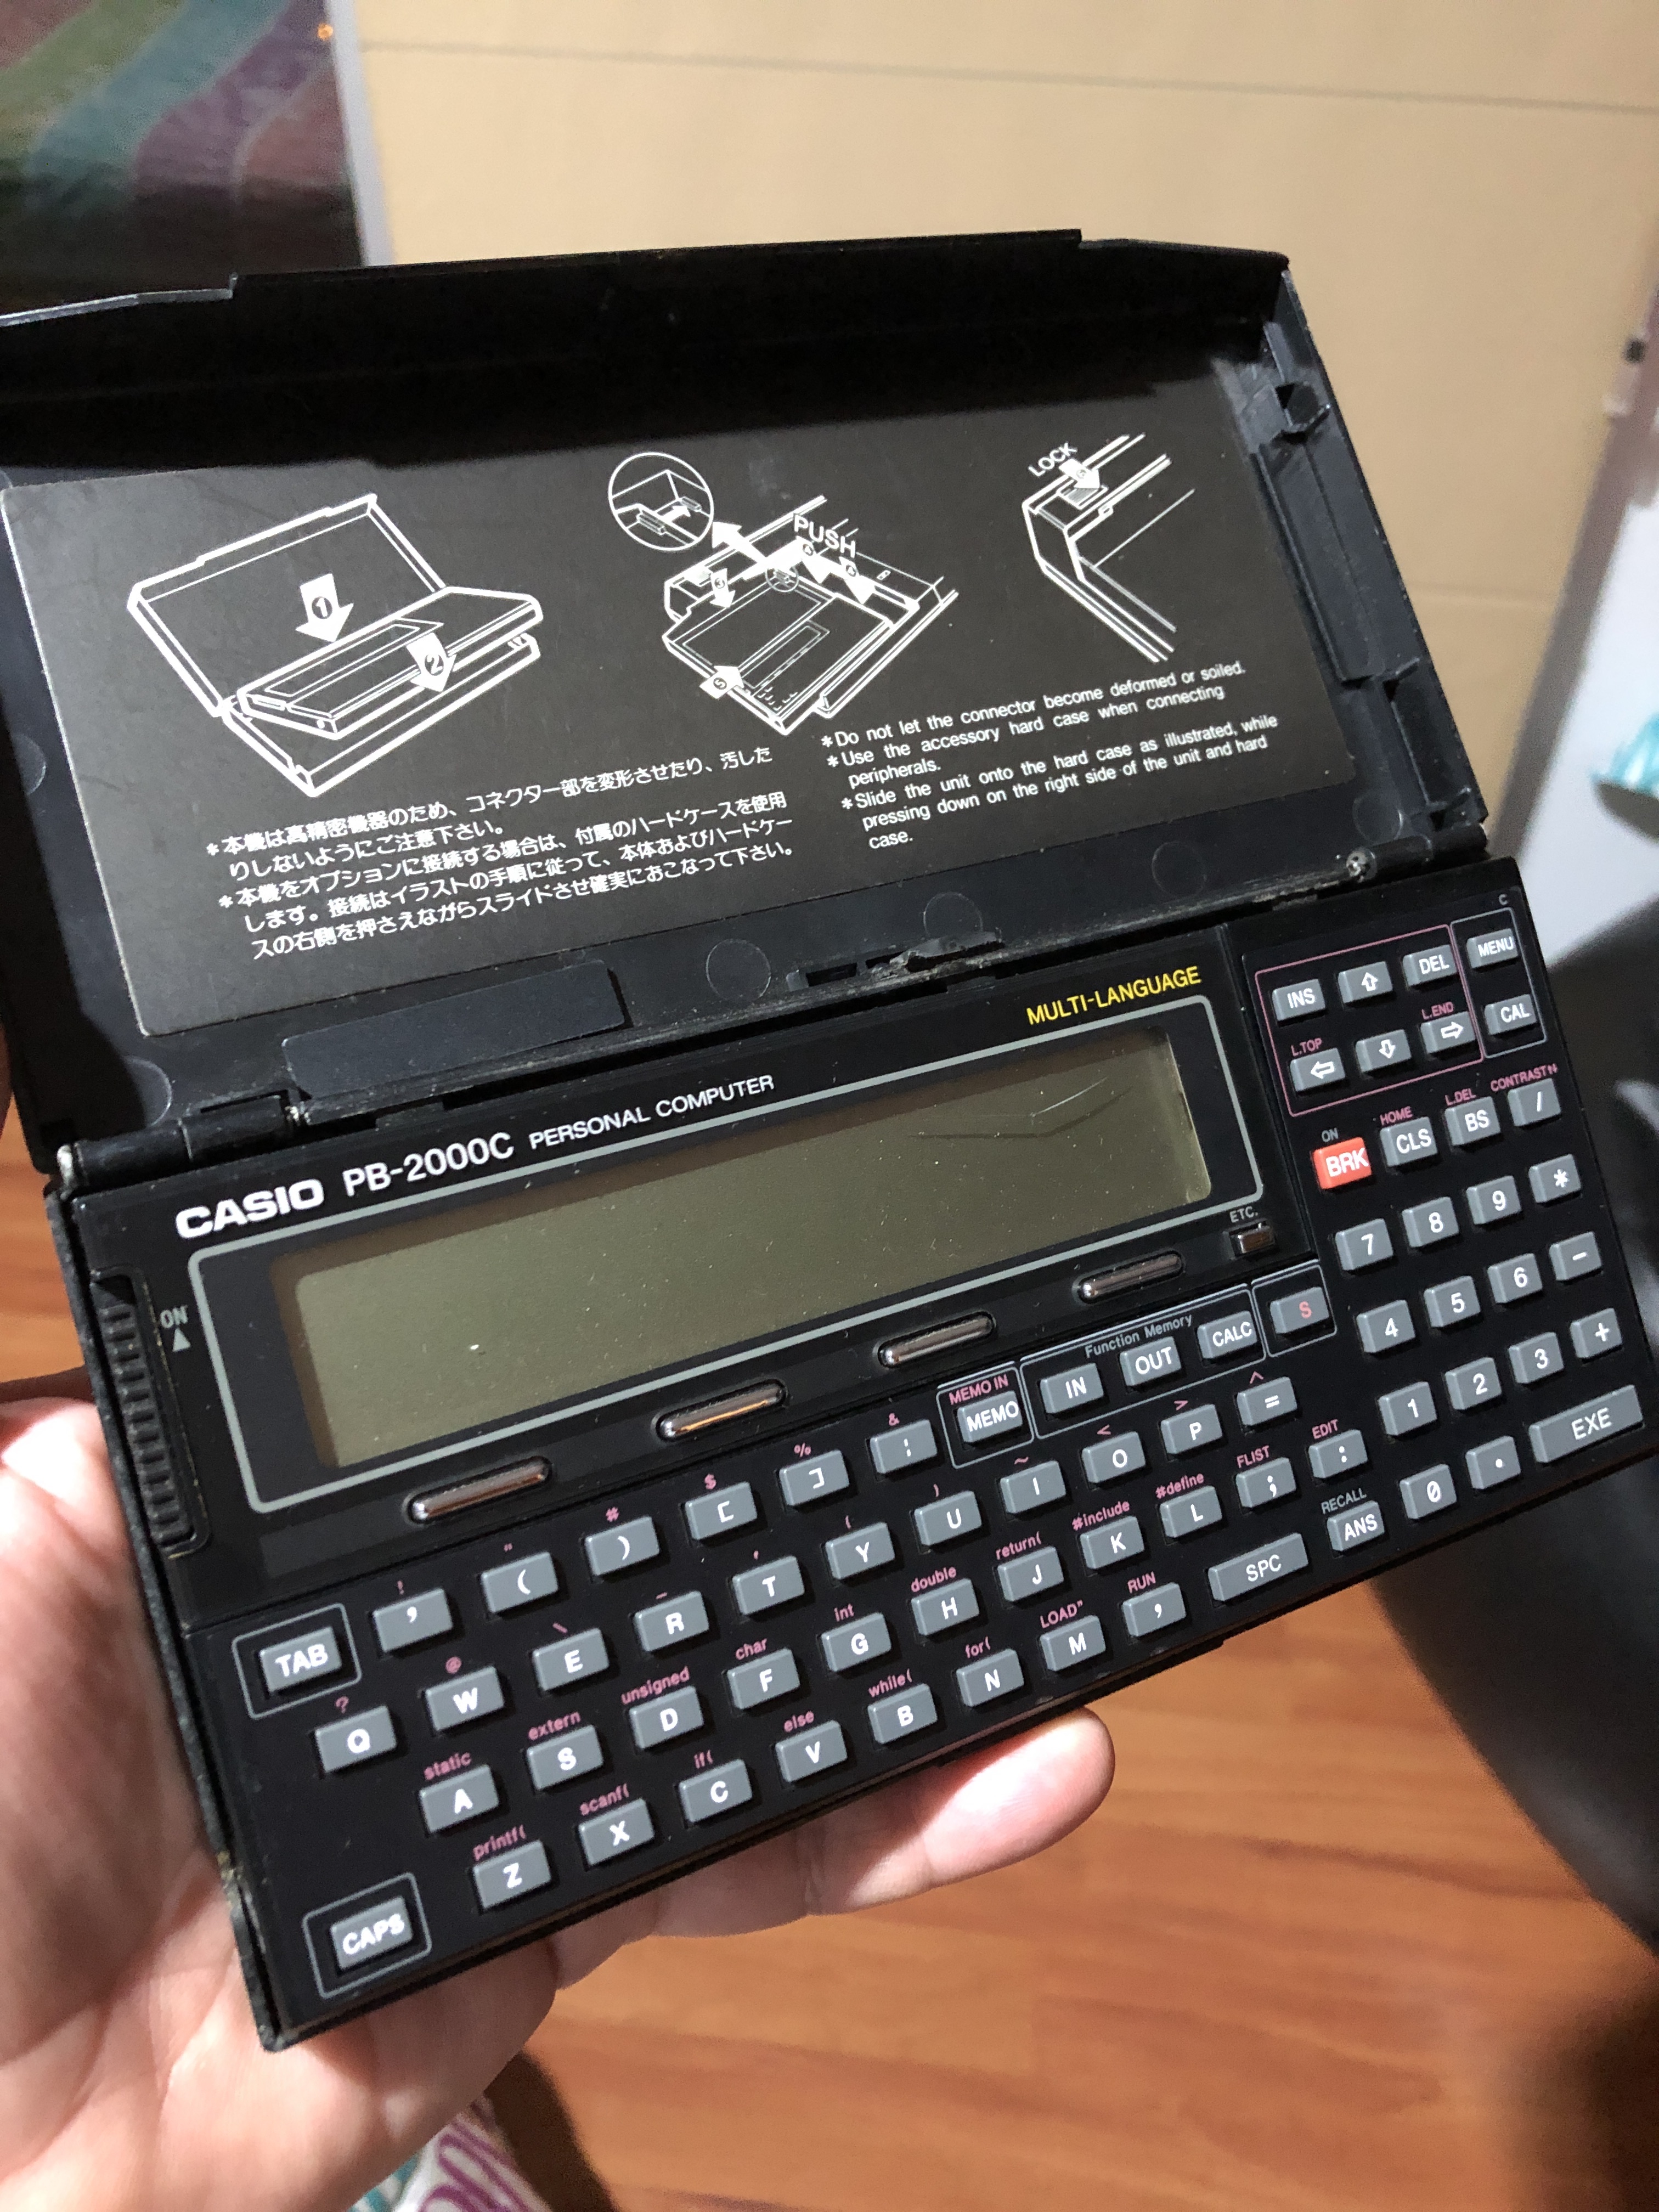 LOCK
PUSH
1
2
3
5
*本機は高精密機器のため、コネクター部を変形させたり、汚した
りしないようにご注意下さい。
*本機をオプションに接続する場合は、付属のハードケースを使用
します。接続はイラストの手順に従って、本体およびハードケー
スの右側を押さえながらスライドさせ確実におこなって下さい。
*Do not let the connector become deformed or soiled.
*Use the accessory hard case when connecting
peripherals.
*Slide the unit onto the hard case as illustrated, while
pressing down on the right side of the unit and hard
case.
MULTI-LANGUAGE
CASIO PB-2000C PERSONAL COMPUTER
ON
ETC.
C
INS DEL MENU
L.TOP L.END CAL
ON HOME L.DEL CONTRAST
BRK CLS BS /
7 8 9 *
4 5 6 −
1 2 3 +
0 . EXE
MEMO IN Function Memory
MEMO IN OUT CALC S
! " # $ % &
TAB ' ( ) [ ] ¦
? @ \ _ ' ( ) ~ < > ^
Q W E R T Y U I O P =
static extern unsigned char int double return( #include #define FLIST EDIT
A S D F G H J K L ; :
printf( scanf( if( else while( for( LOAD" RUN RECALL
CAPS Z X C V B N M , SPC ANS